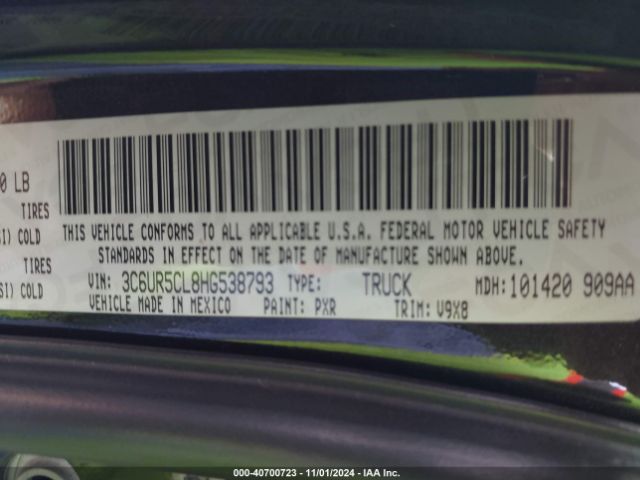 0 LB
TIRES
SI) COLD
TIRES
SI) COLD
THIS VEHICLE CONFORMS TO ALL APPLICABLE U.S.A. FEDERAL MOTOR VEHICLE SAFETY
STANDARDS IN EFFECT ON THE DATE OF MANUFACTURE SHOWN ABOVE.
VIN: 3C6UR5CL8HG538793 TYPE: TRUCK MDH: 101420 909AA
VEHICLE MADE IN MEXICO PAINT: PXR TRIM: V9X8
000-40700723 - 11/01/2024 - IAA Inc.